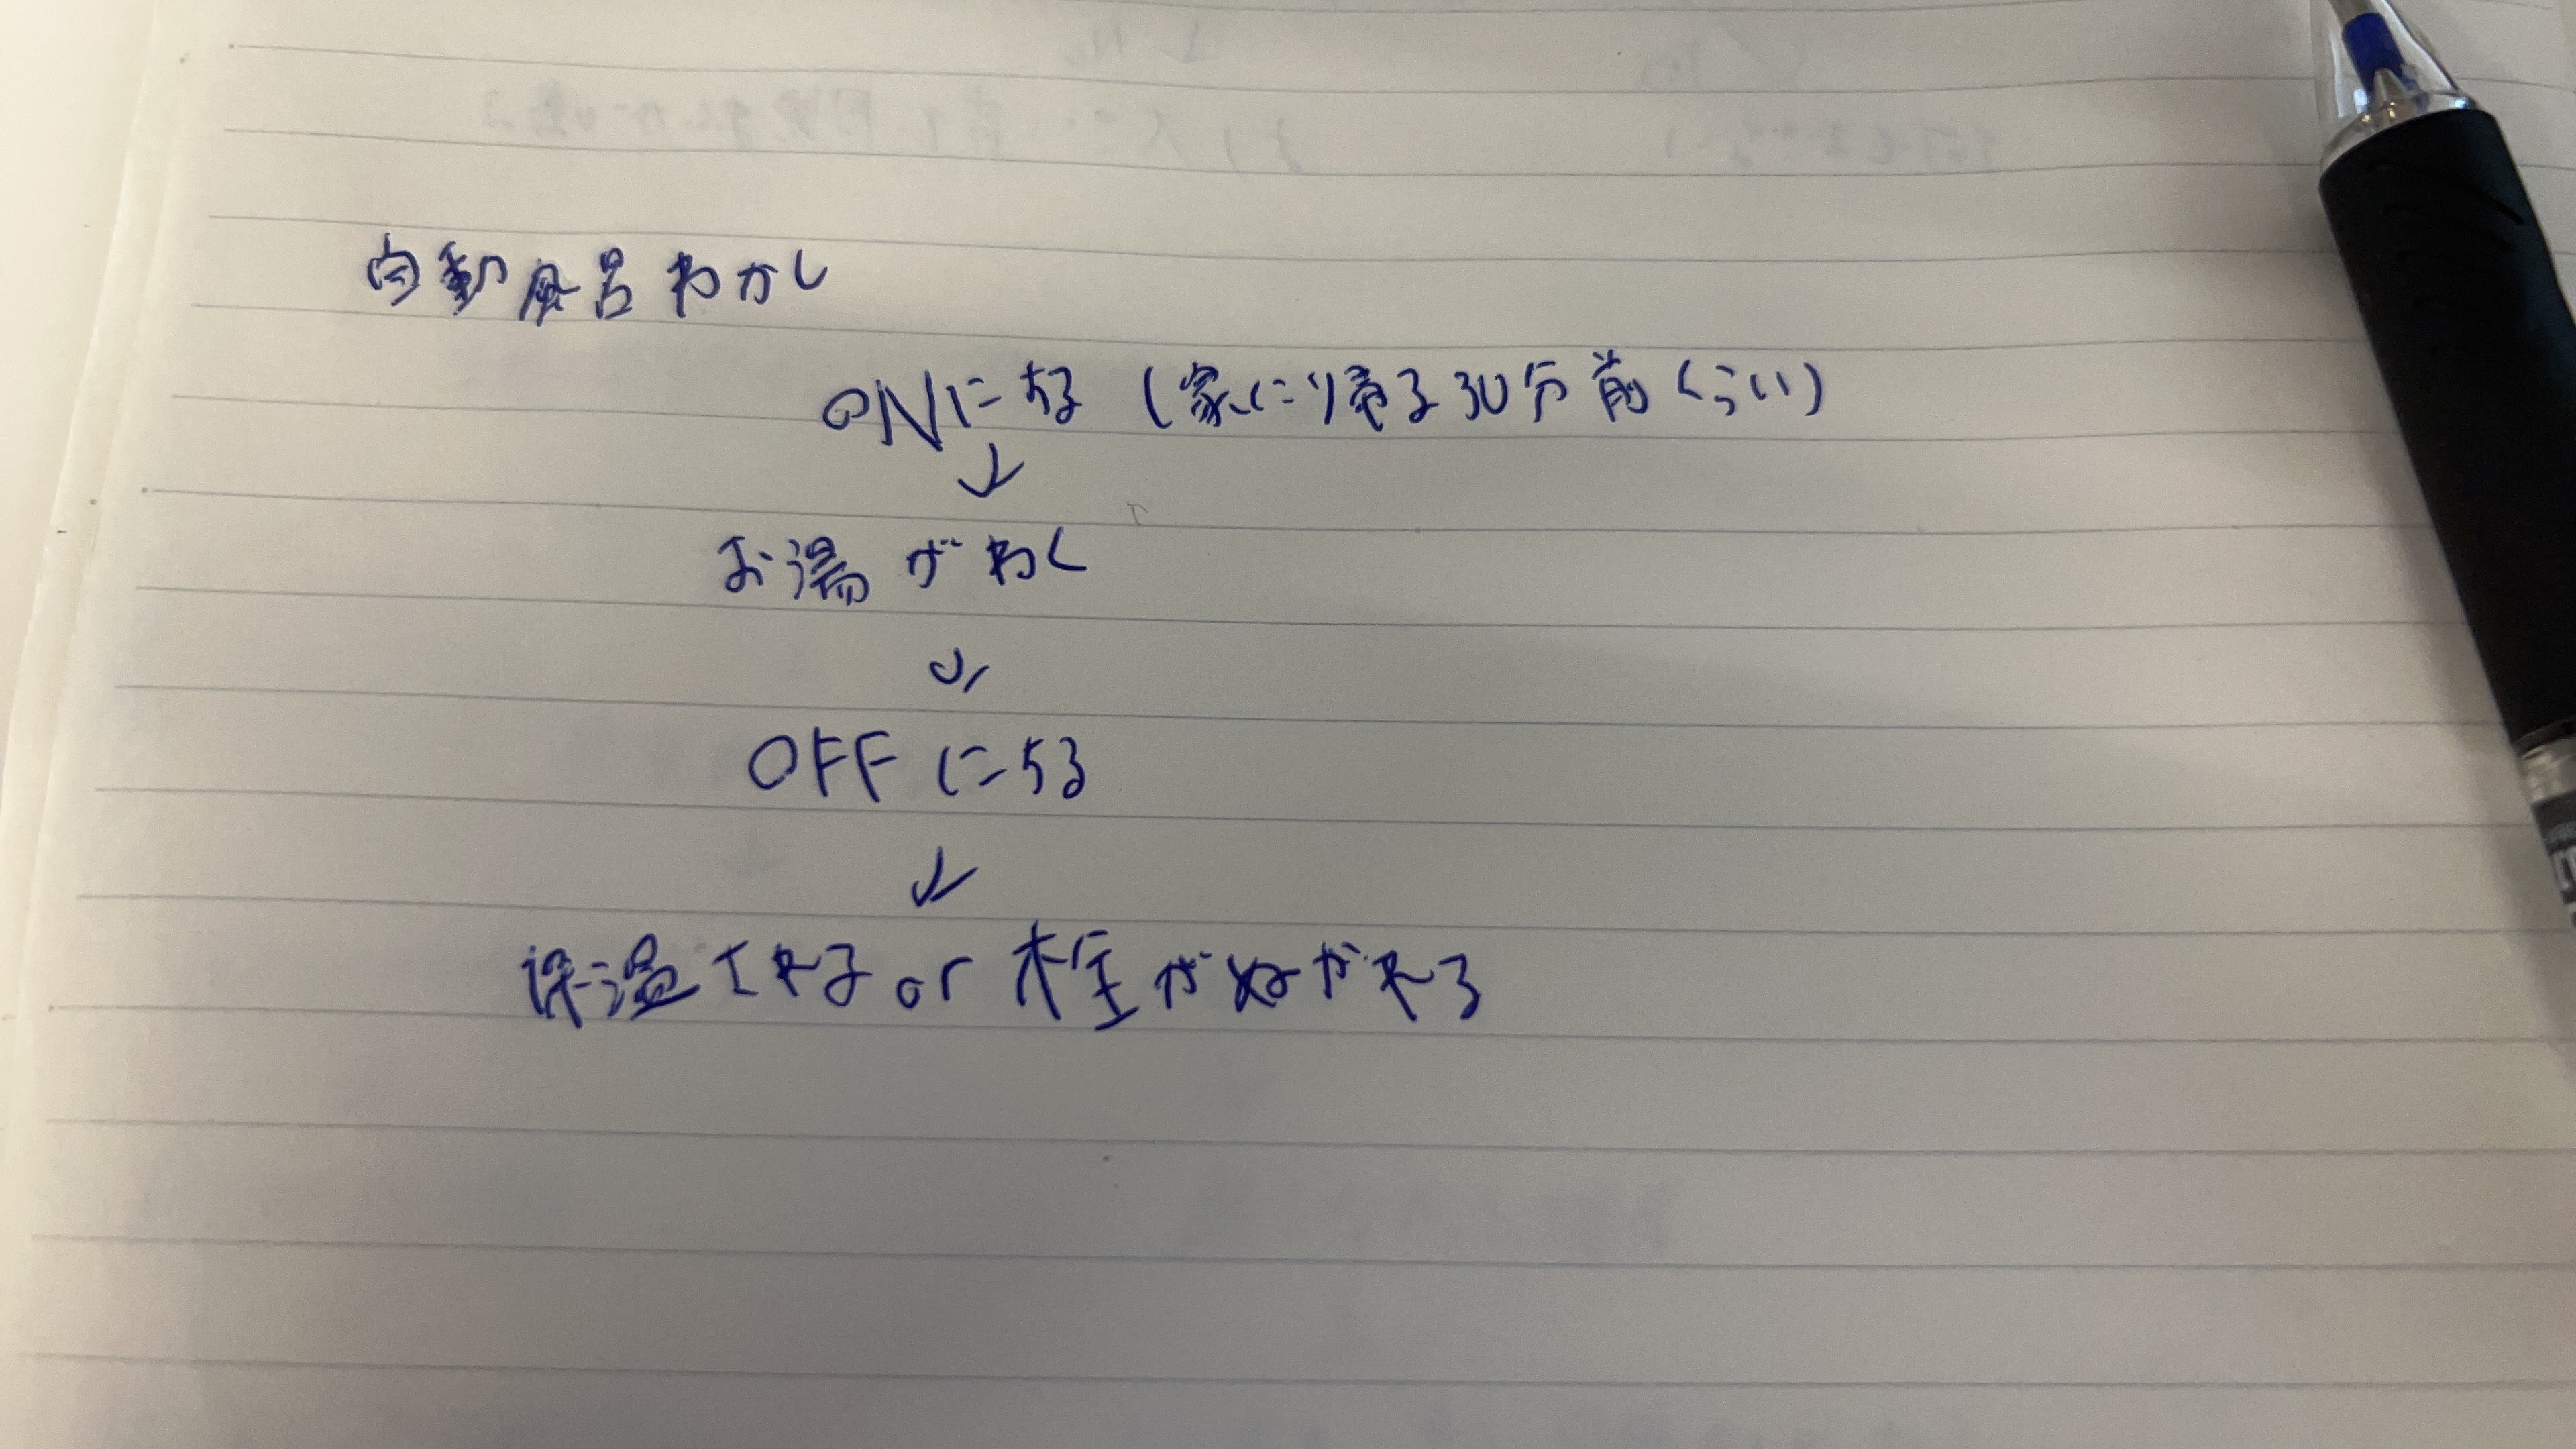 自動風呂わかし
ONになる(家に帰る30分前くらい)
↓
お湯がわく
↓
OFFになる
↓
保温される or 栓がぬかれる